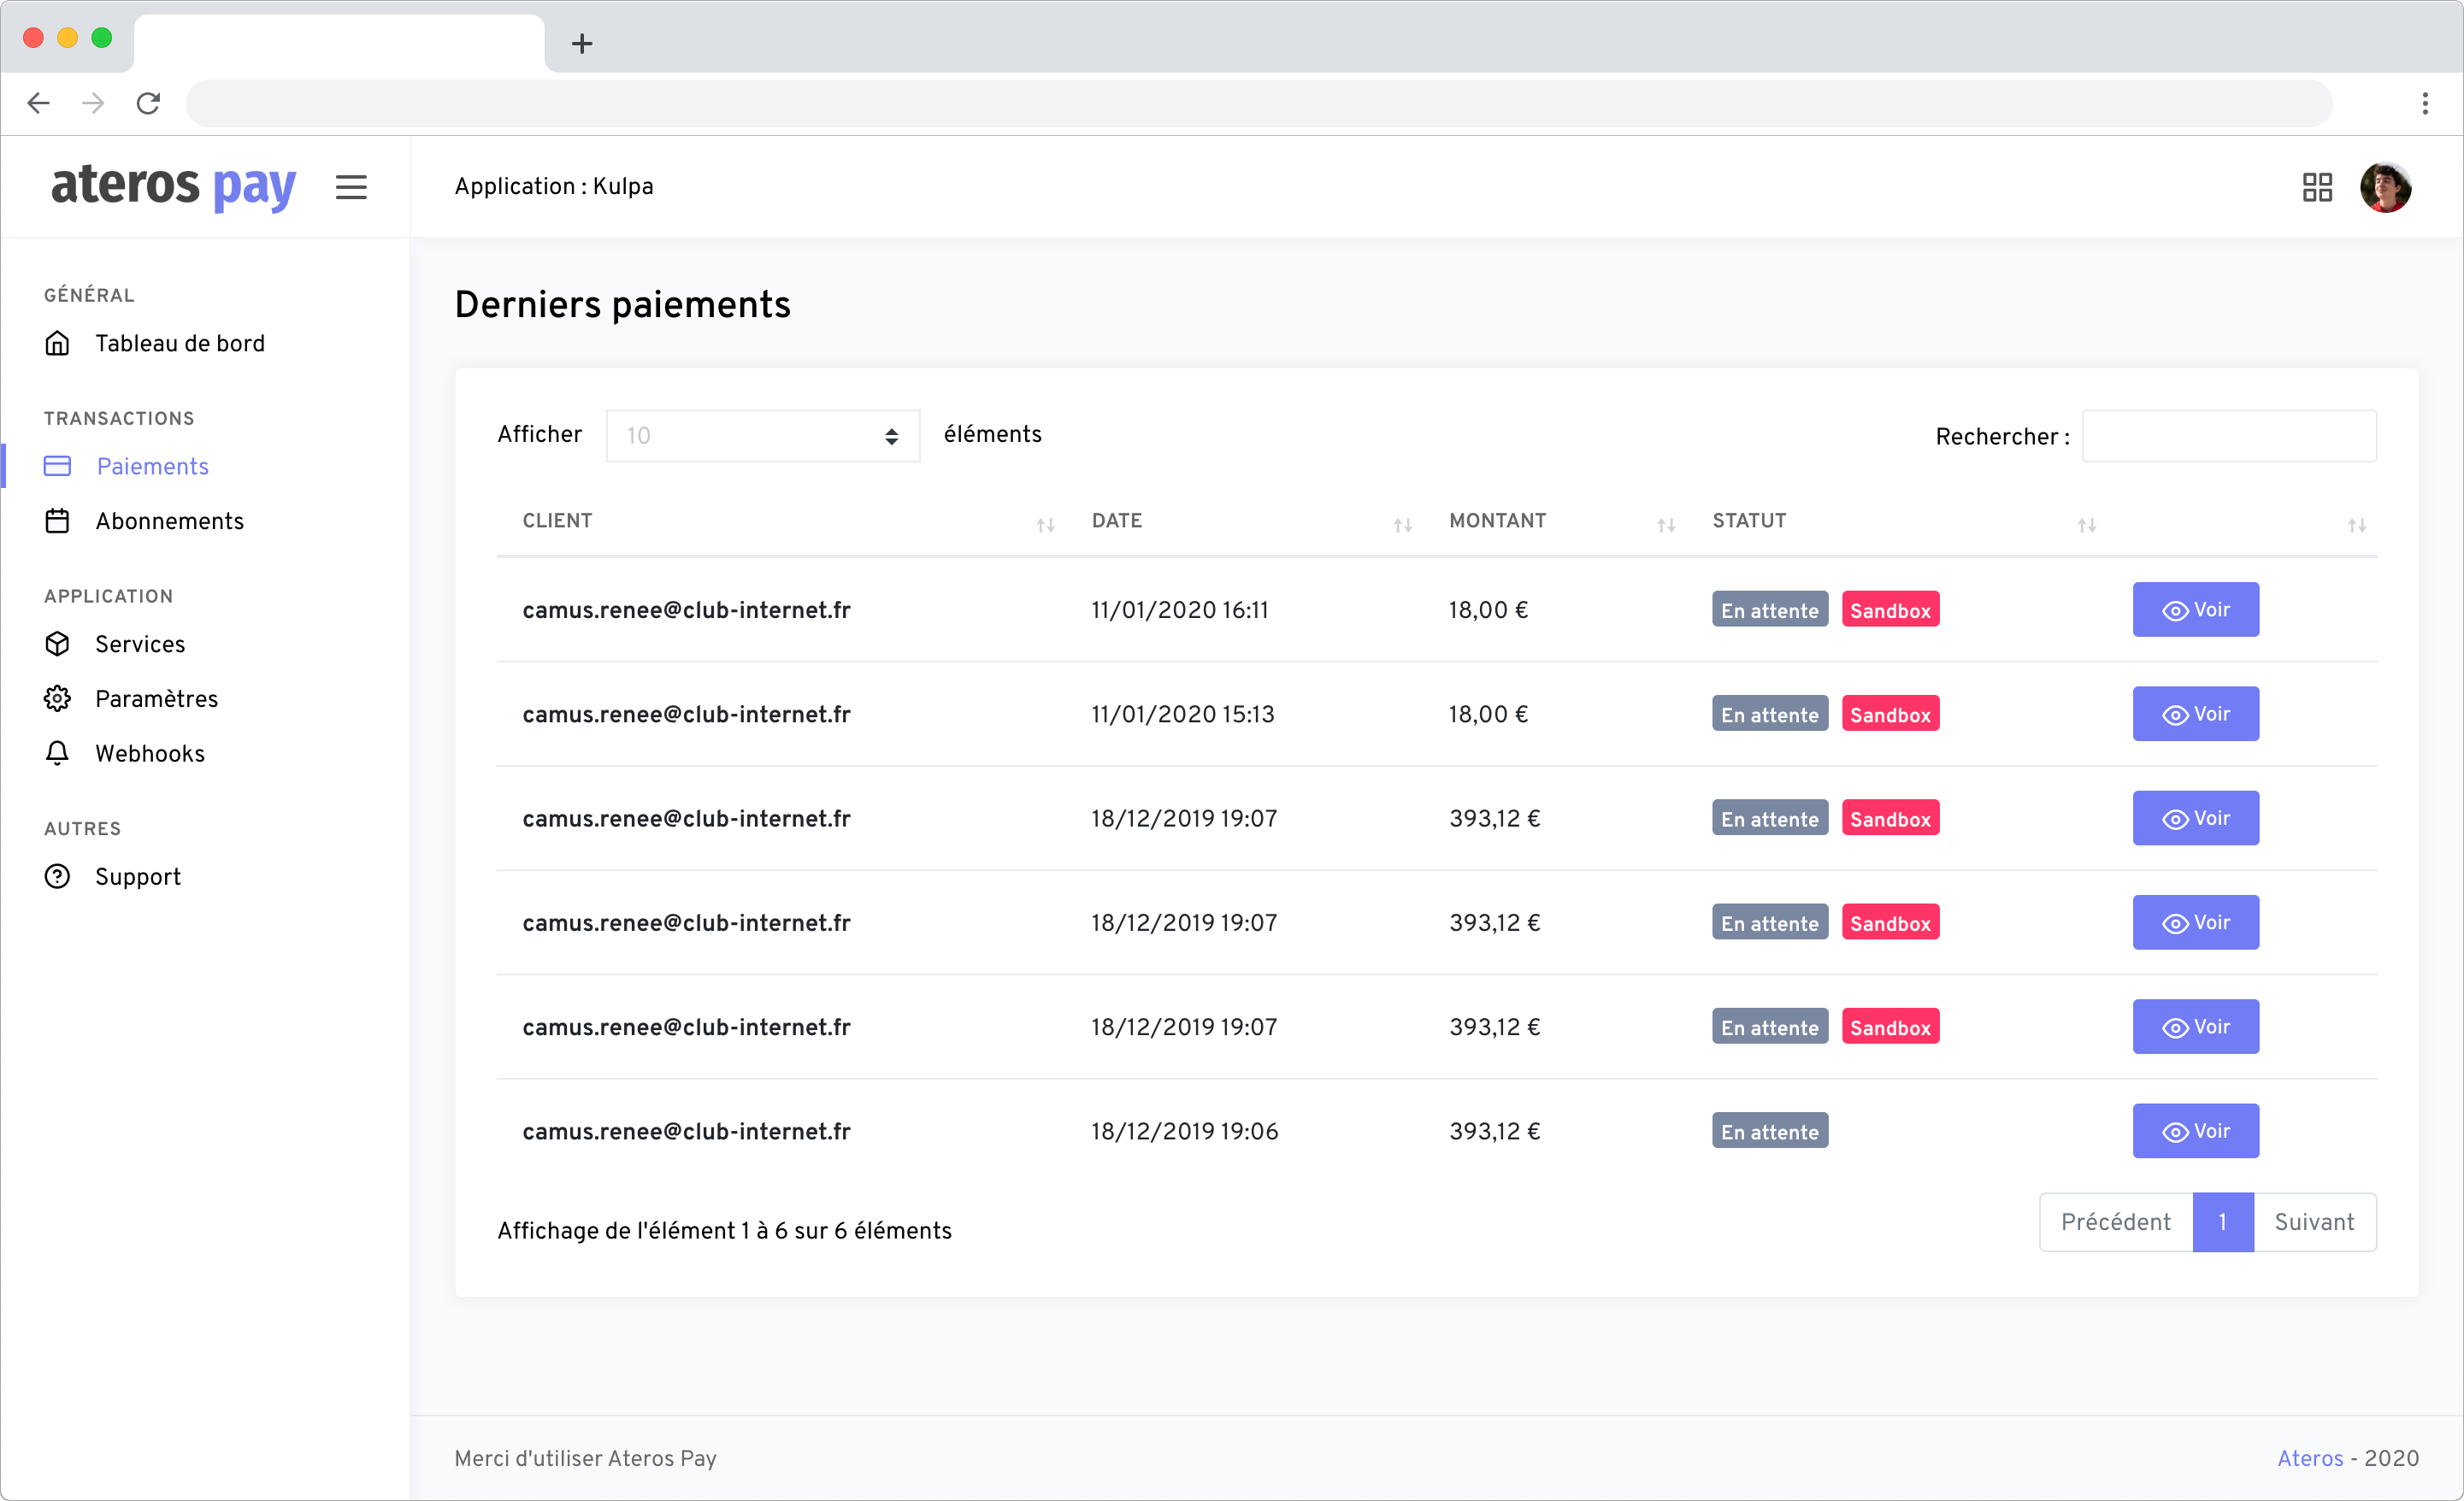 ateros pay
Application : Kulpa
GÉNÉRAL
Tableau de bord
TRANSACTIONS
Paiements
Abonnements
APPLICATION
Services
Paramètres
Webhooks
AUTRES
Support
Derniers paiements
Afficher 10 éléments
Rechercher :
CLIENT DATE MONTANT STATUT
camus.renee@club-internet.fr 11/01/2020 16:11 18,00 € En attente Sandbox Voir
camus.renee@club-internet.fr 11/01/2020 15:13 18,00 € En attente Sandbox Voir
camus.renee@club-internet.fr 18/12/2019 19:07 393,12 € En attente Sandbox Voir
camus.renee@club-internet.fr 18/12/2019 19:07 393,12 € En attente Sandbox Voir
camus.renee@club-internet.fr 18/12/2019 19:07 393,12 € En attente Sandbox Voir
camus.renee@club-internet.fr 18/12/2019 19:06 393,12 € En attente Voir
Affichage de l'élément 1 à 6 sur 6 éléments
Précédent 1 Suivant
Merci d'utiliser Ateros Pay
Ateros - 2020